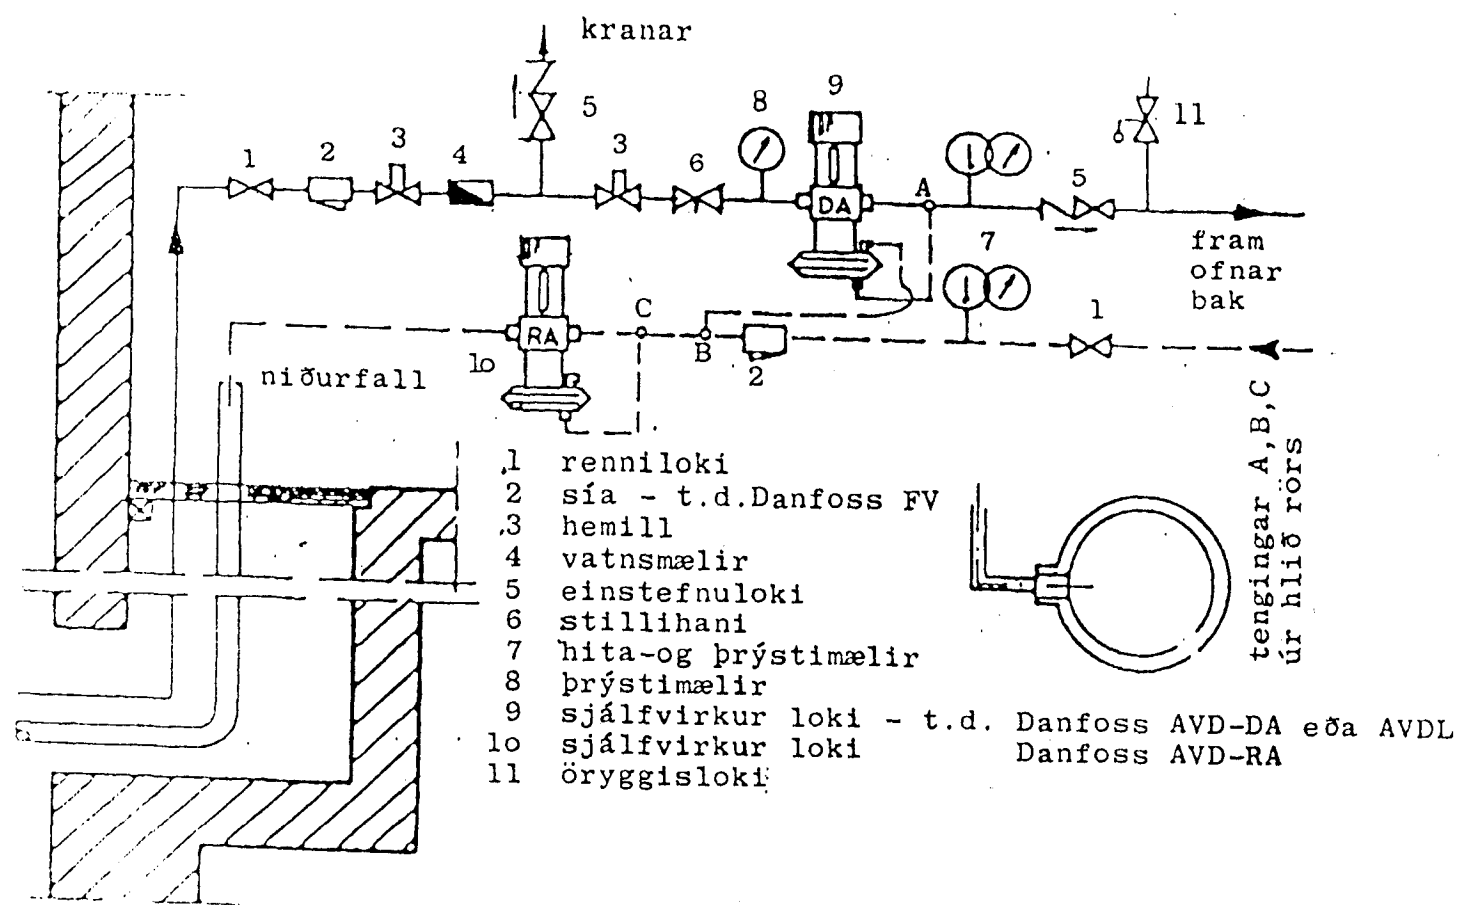 kranar
5
1
2
3
4
3
6
8
9
DA
A
7
5
11
fram
ofnar
bak
RA
10
C
B
2
1
niðurfall
1 renniloki
2 sía - t.d.Danfoss FV
3 hemill
4 vatnsmælir
5 einstefnuloki
6 stillihani
7 hita-og þrýstimælir
8 þrýstimælir
9 sjálfvirkur loki - t.d. Danfoss AVD-DA eða AVDL
10 sjálfvirkur loki Danfoss AVD-RA
11 öryggisloki
tengingar A,B,C
úr hlið rörs